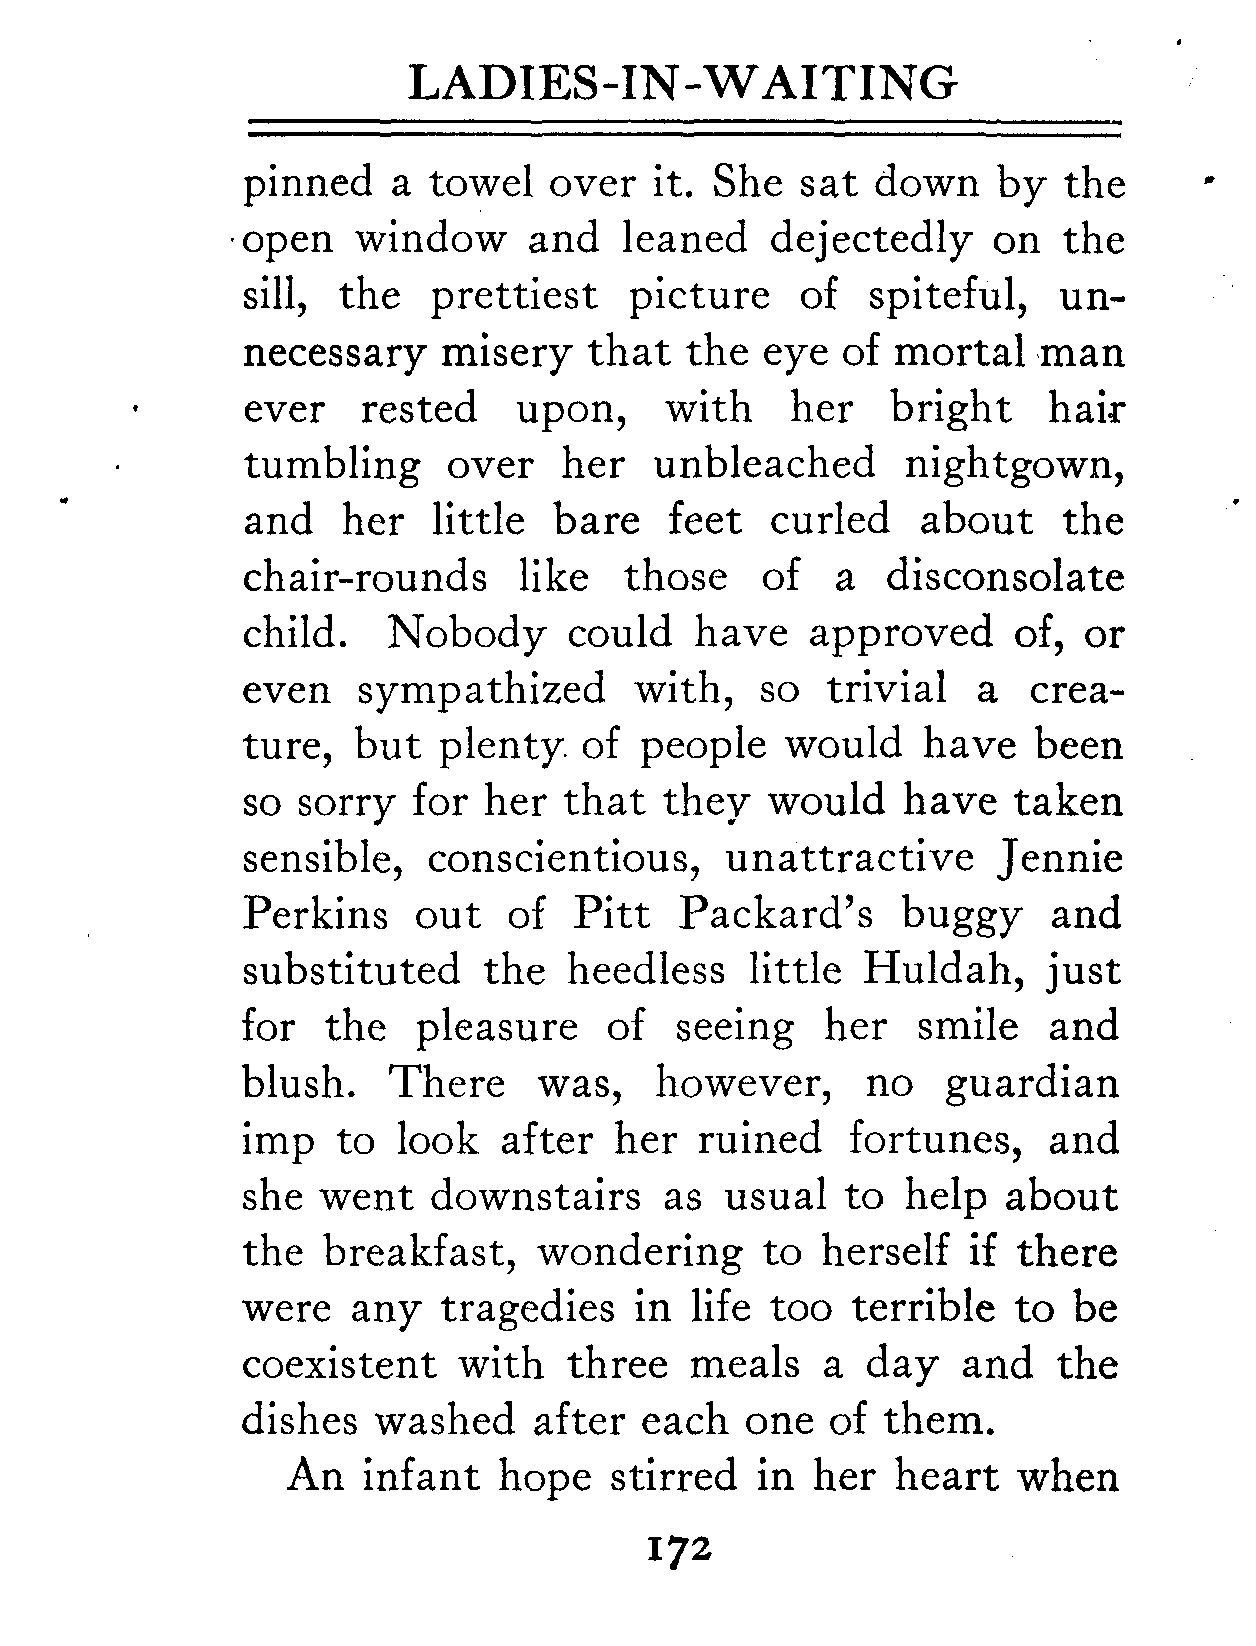 LADIES-IN-WAITING
pinned a towel over it. She sat down by the
open window and leaned dejectedly on the
sill, the prettiest picture of spiteful, un-
necessary misery that the eye of mortal man
ever rested upon, with her bright hair
tumbling over her unbleached nightgown,
and her little bare feet curled about the
chair-rounds like those of a disconsolate
child. Nobody could have approved of, or
even sympathized with, so trivial a crea-
ture, but plenty of people would have been
so sorry for her that they would have taken
sensible, conscientious, unattractive Jennie
Perkins out of Pitt Packard's buggy and
substituted the heedless little Huldah, just
for the pleasure of seeing her smile and
blush. There was, however, no guardian
imp to look after her ruined fortunes, and
she went downstairs as usual to help about
the breakfast, wondering to herself if there
were any tragedies in life too terrible to be
coexistent with three meals a day and the
dishes washed after each one of them.
An infant hope stirred in her heart when
172